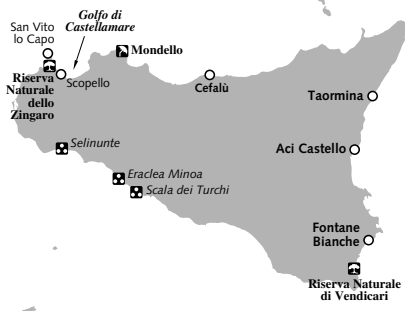 Golfo di
Castellamare
San Vito
lo Capo
Mondello
Riserva
Naturale
dello
Zingaro
Scopello
Cefalù
Taormina
Selinunte
Aci Castello
Eraclea Minoa
Scala dei Turchi
Fontane
Bianche
Riserva Naturale
di Vendicari